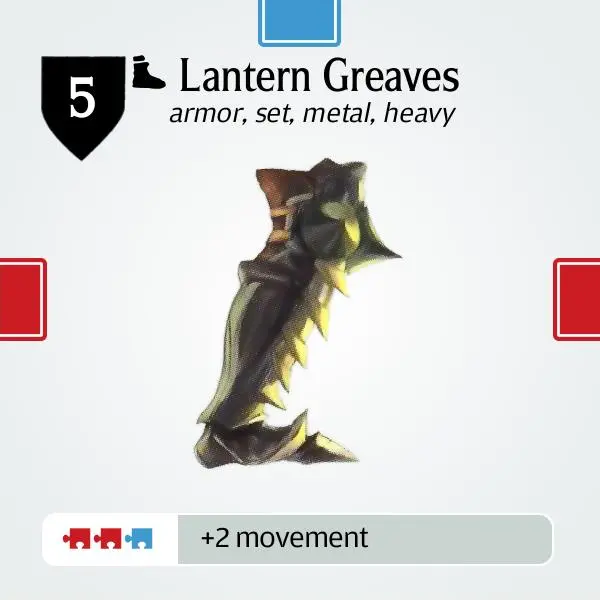 5
Lantern Greaves
armor, set, metal, heavy
+2 movement